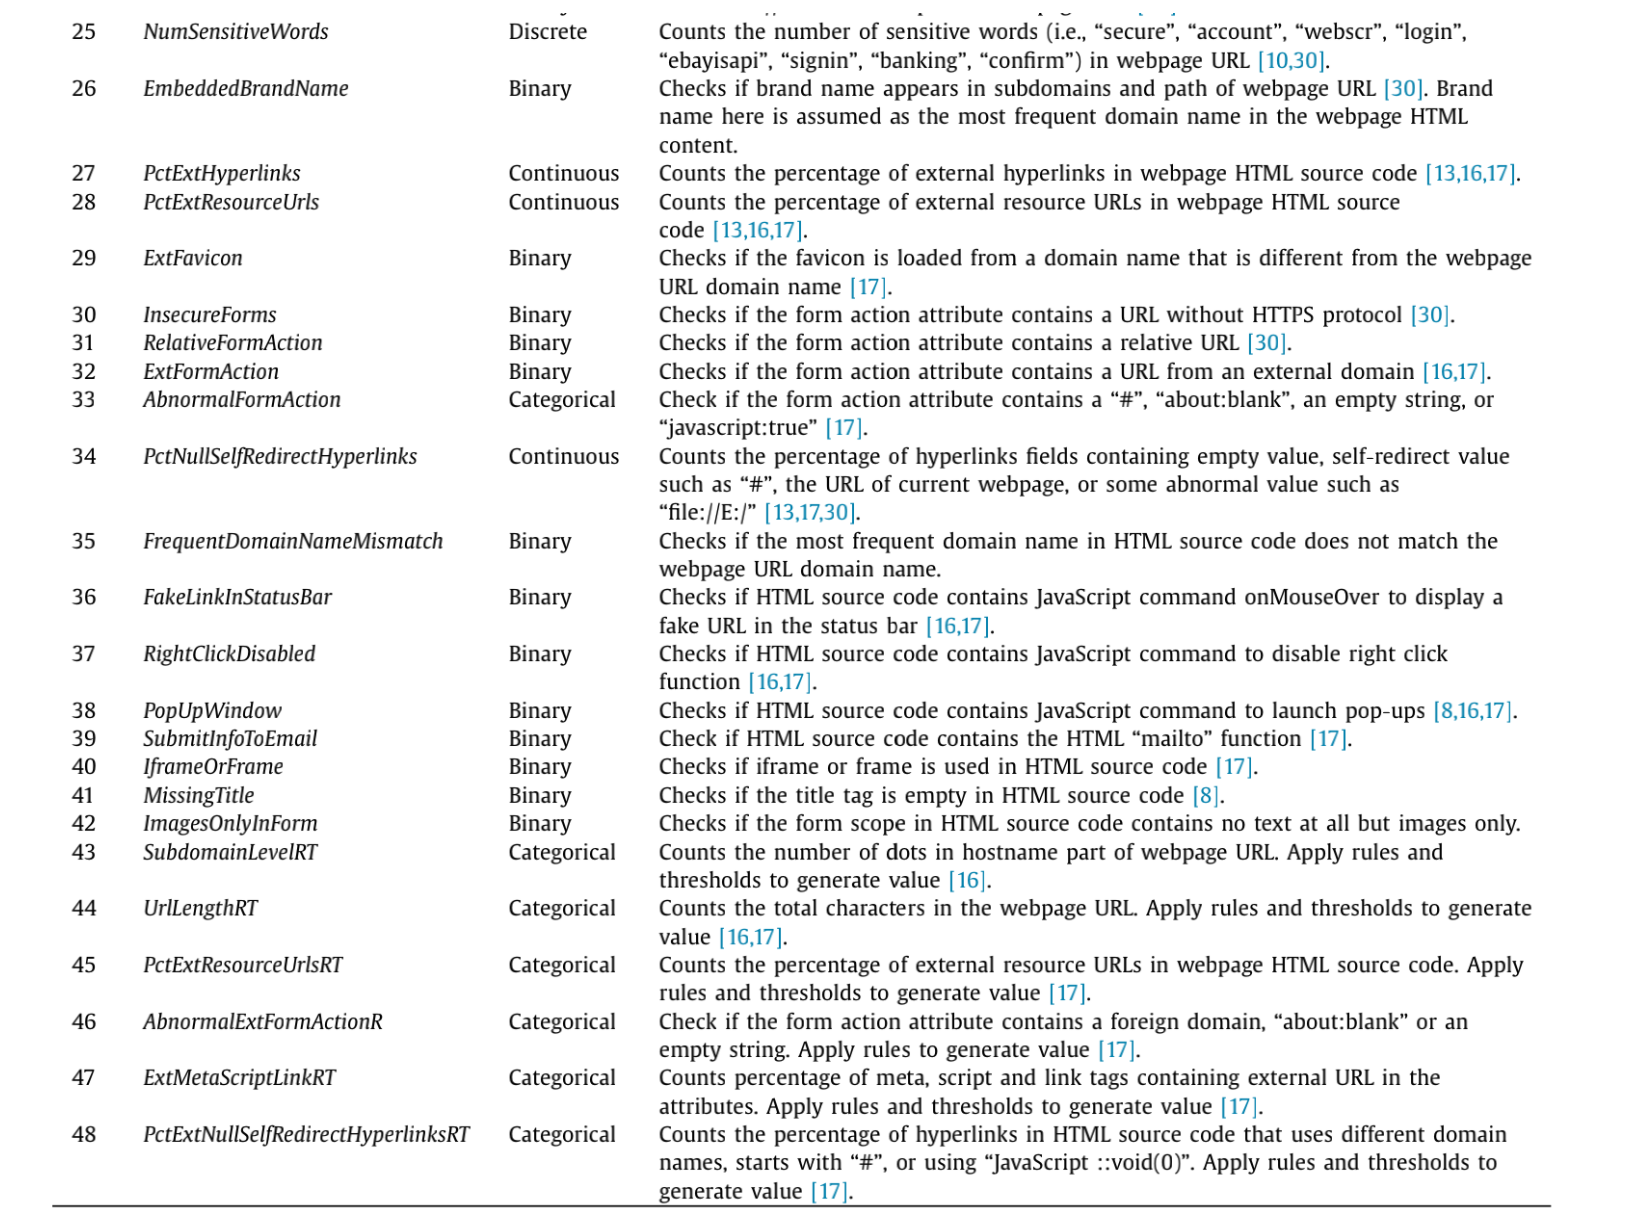 25 NumSensitiveWords Discrete Counts the number of sensitive words (i.e., “secure”, “account”, “webscr”, “login”,
“ebayisapi”, “signin”, “banking”, “confirm”) in webpage URL [10,30].
26 EmbeddedBrandName Binary Checks if brand name appears in subdomains and path of webpage URL [30]. Brand
name here is assumed as the most frequent domain name in the webpage HTML
content.
27 PctExtHyperlinks Continuous Counts the percentage of external hyperlinks in webpage HTML source code [13,16,17].
28 PctExtResourceUrls Continuous Counts the percentage of external resource URLs in webpage HTML source
code [13,16,17].
29 ExtFavicon Binary Checks if the favicon is loaded from a domain name that is different from the webpage
URL domain name [17].
30 InsecureForms Binary Checks if the form action attribute contains a URL without HTTPS protocol [30].
31 RelativeFormAction Binary Checks if the form action attribute contains a relative URL [30].
32 ExtFormAction Binary Checks if the form action attribute contains a URL from an external domain [16,17].
33 AbnormalFormAction Categorical Check if the form action attribute contains a “#”, “about:blank”, an empty string, or
“javascript:true” [17].
34 PctNullSelfRedirectHyperlinks Continuous Counts the percentage of hyperlinks fields containing empty value, self-redirect value
such as “#”, the URL of current webpage, or some abnormal value such as
“file://E:/” [13,17,30].
35 FrequentDomainNameMismatch Binary Checks if the most frequent domain name in HTML source code does not match the
webpage URL domain name.
36 FakeLinkInStatusBar Binary Checks if HTML source code contains JavaScript command onMouseOver to display a
fake URL in the status bar [16,17].
37 RightClickDisabled Binary Checks if HTML source code contains JavaScript command to disable right click
function [16,17].
38 PopUpWindow Binary Checks if HTML source code contains JavaScript command to launch pop-ups [8,16,17].
39 SubmitInfoToEmail Binary Check if HTML source code contains the HTML “mailto” function [17].
40 IframeOrFrame Binary Checks if iframe or frame is used in HTML source code [17].
41 MissingTitle Binary Checks if the title tag is empty in HTML source code [8].
42 ImagesOnlyInForm Binary Checks if the form scope in HTML source code contains no text at all but images only.
43 SubdomainLevelRT Categorical Counts the number of dots in hostname part of webpage URL. Apply rules and
thresholds to generate value [16].
44 UrlLengthRT Categorical Counts the total characters in the webpage URL. Apply rules and thresholds to generate
value [16,17].
45 PctExtResourceUrlsRT Categorical Counts the percentage of external resource URLs in webpage HTML source code. Apply
rules and thresholds to generate value [17].
46 AbnormalExtFormActionR Categorical Check if the form action attribute contains a foreign domain, “about:blank” or an
empty string. Apply rules to generate value [17].
47 ExtMetaScriptLinkRT Categorical Counts percentage of meta, script and link tags containing external URL in the
attributes. Apply rules and thresholds to generate value [17].
48 PctExtNullSelfRedirectHyperlinksRT Categorical Counts the percentage of hyperlinks in HTML source code that uses different domain
names, starts with “#”, or using “JavaScript ::void(0)”. Apply rules and thresholds to
generate value [17].